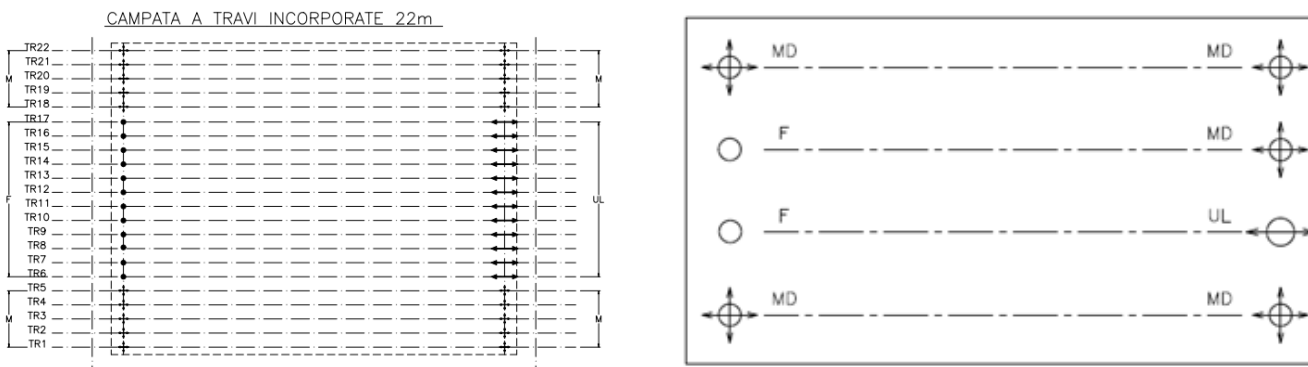 CAMPATA A TRAVI INCORPORATE 22m
TR22
TR21
TR20
TR19
TR18
TR17
TR16
TR15
TR14
TR13
TR12
TR11
TR10
TR9
TR8
TR7
TR6
TR5
TR4
TR3
TR2
TR1
M
F
M
M
UL
M
MD
MD
F
MD
F
UL
MD
MD